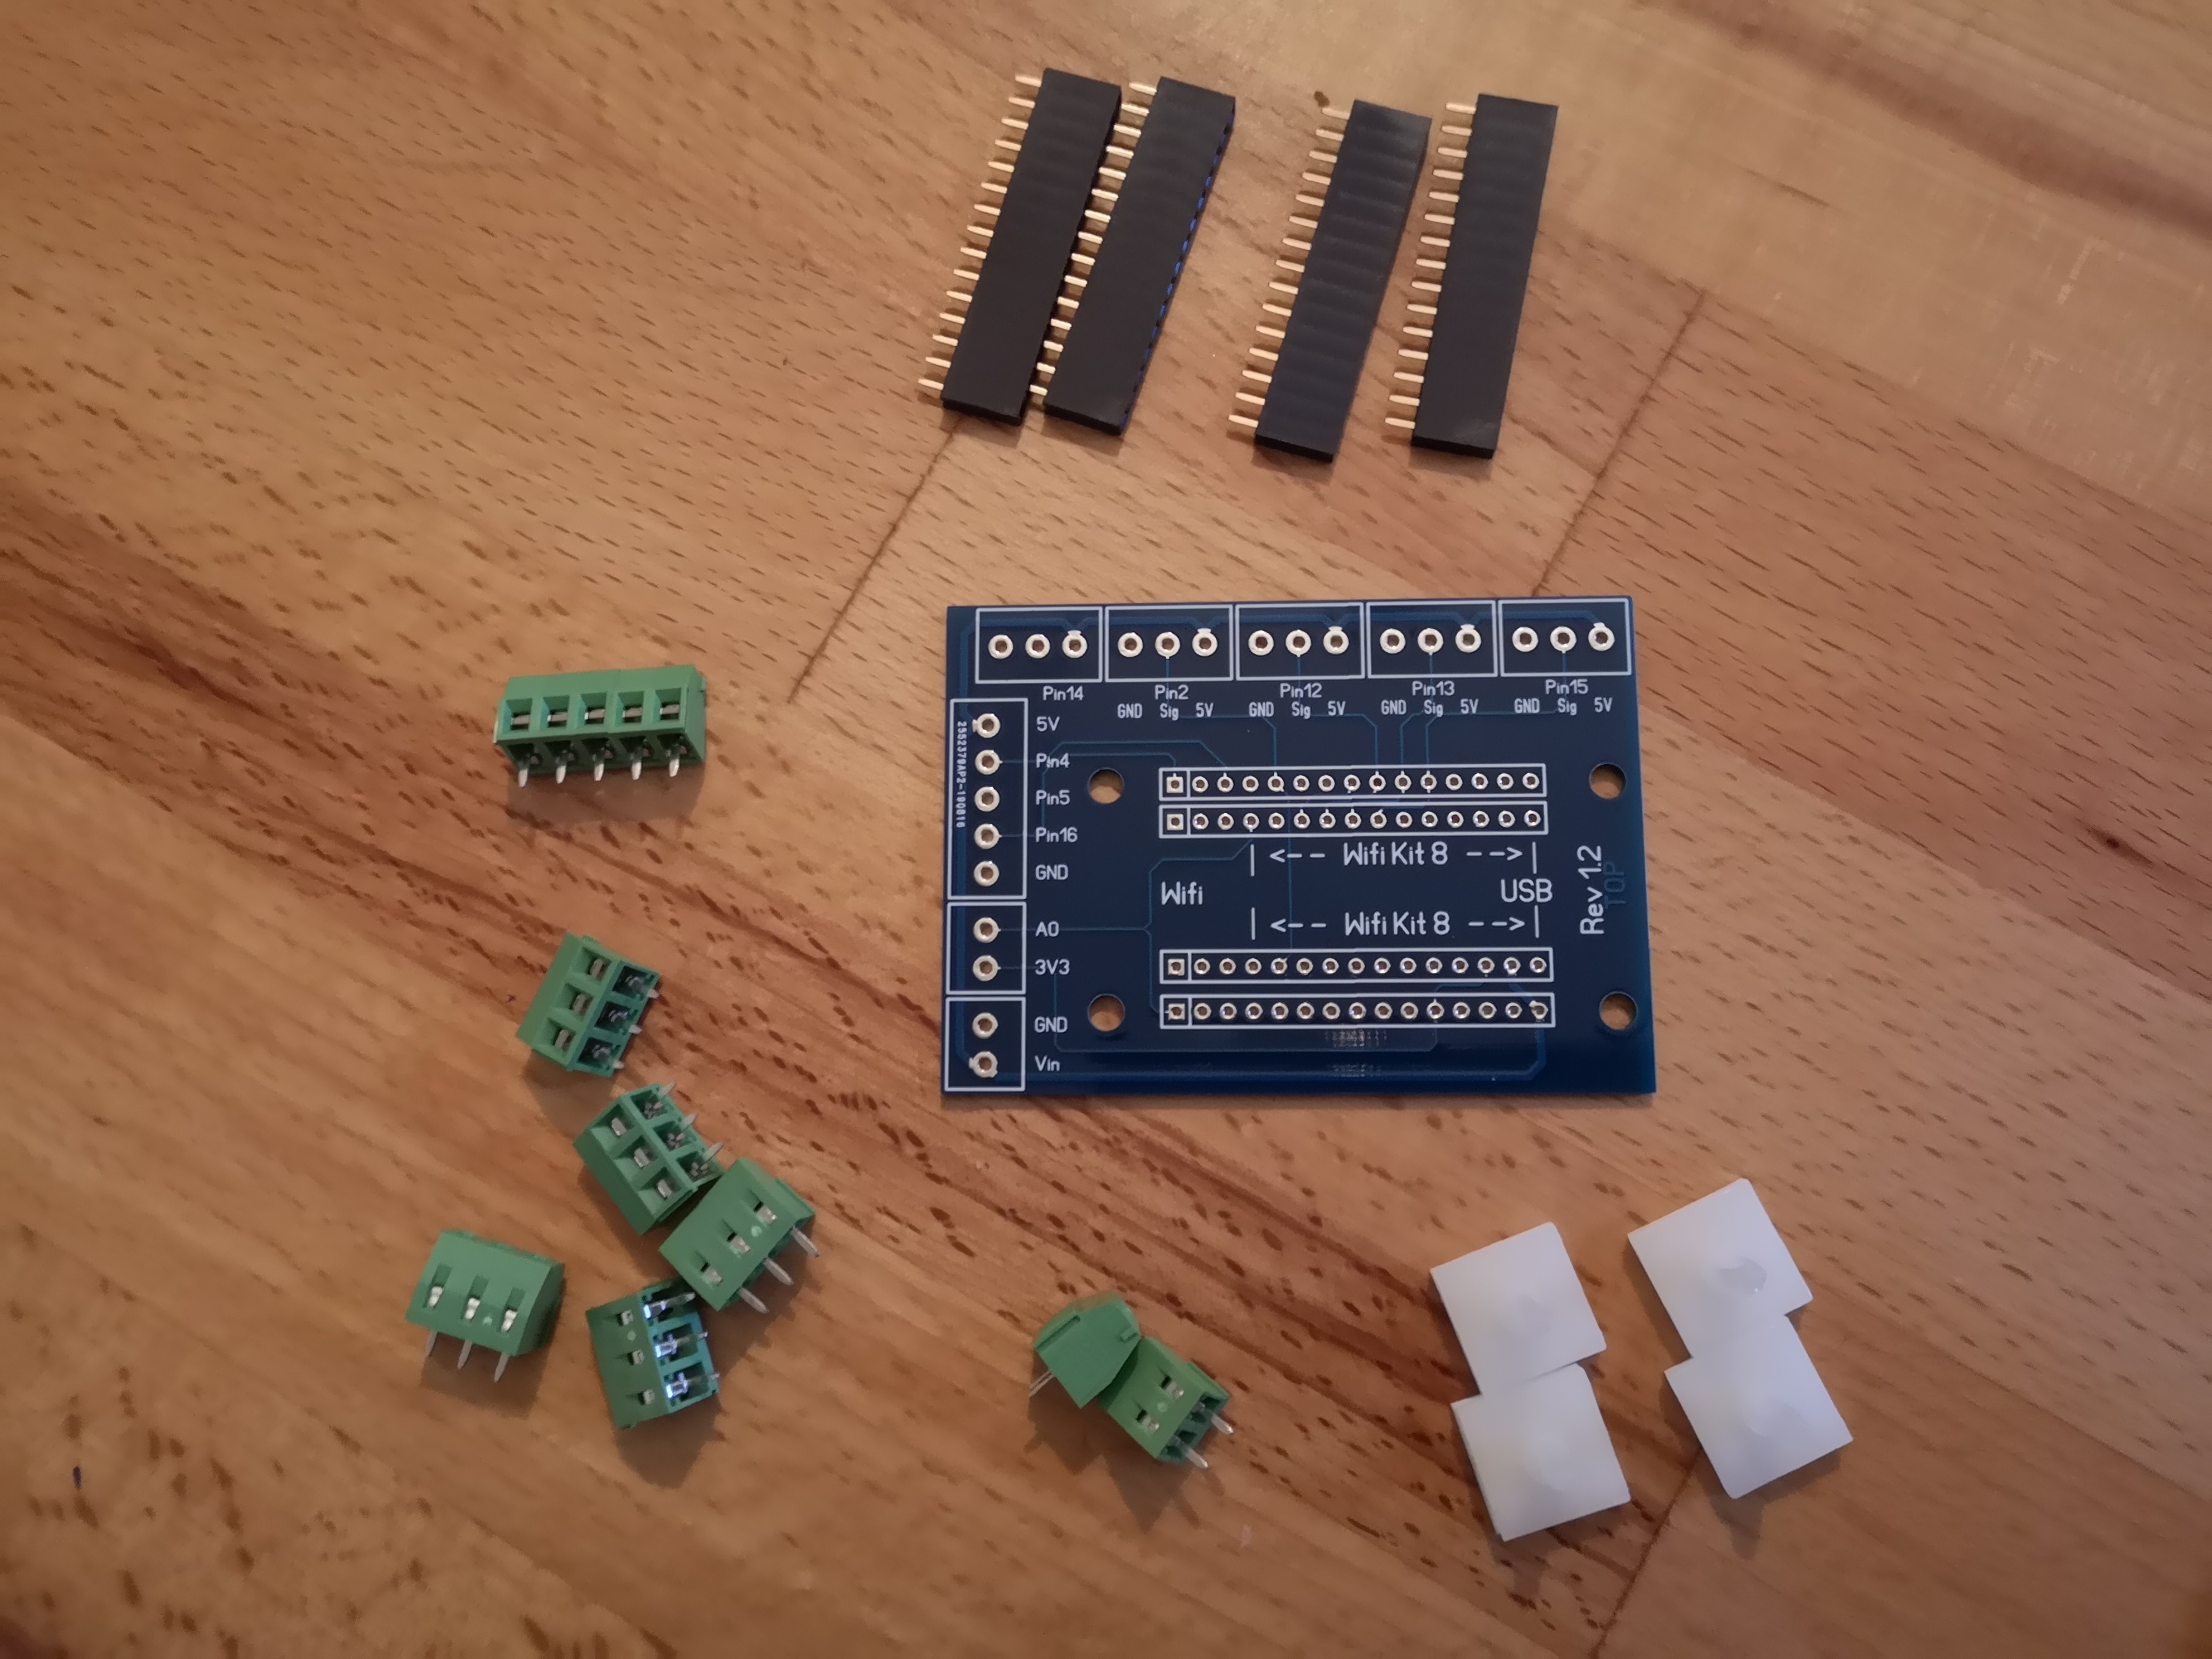 Pin14 Pin2 Pin12 Pin13 Pin15
GND Sig 5V GND Sig 5V GND Sig 5V GND Sig 5V
5V
Pin4
Pin5
Pin16
GND
2552379AP2-190816
A0
3V3
GND
Vin
|<-- Wifi Kit 8 -->|
Wifi USB
|<-- Wifi Kit 8 -->|
Rev 1.2
TOP